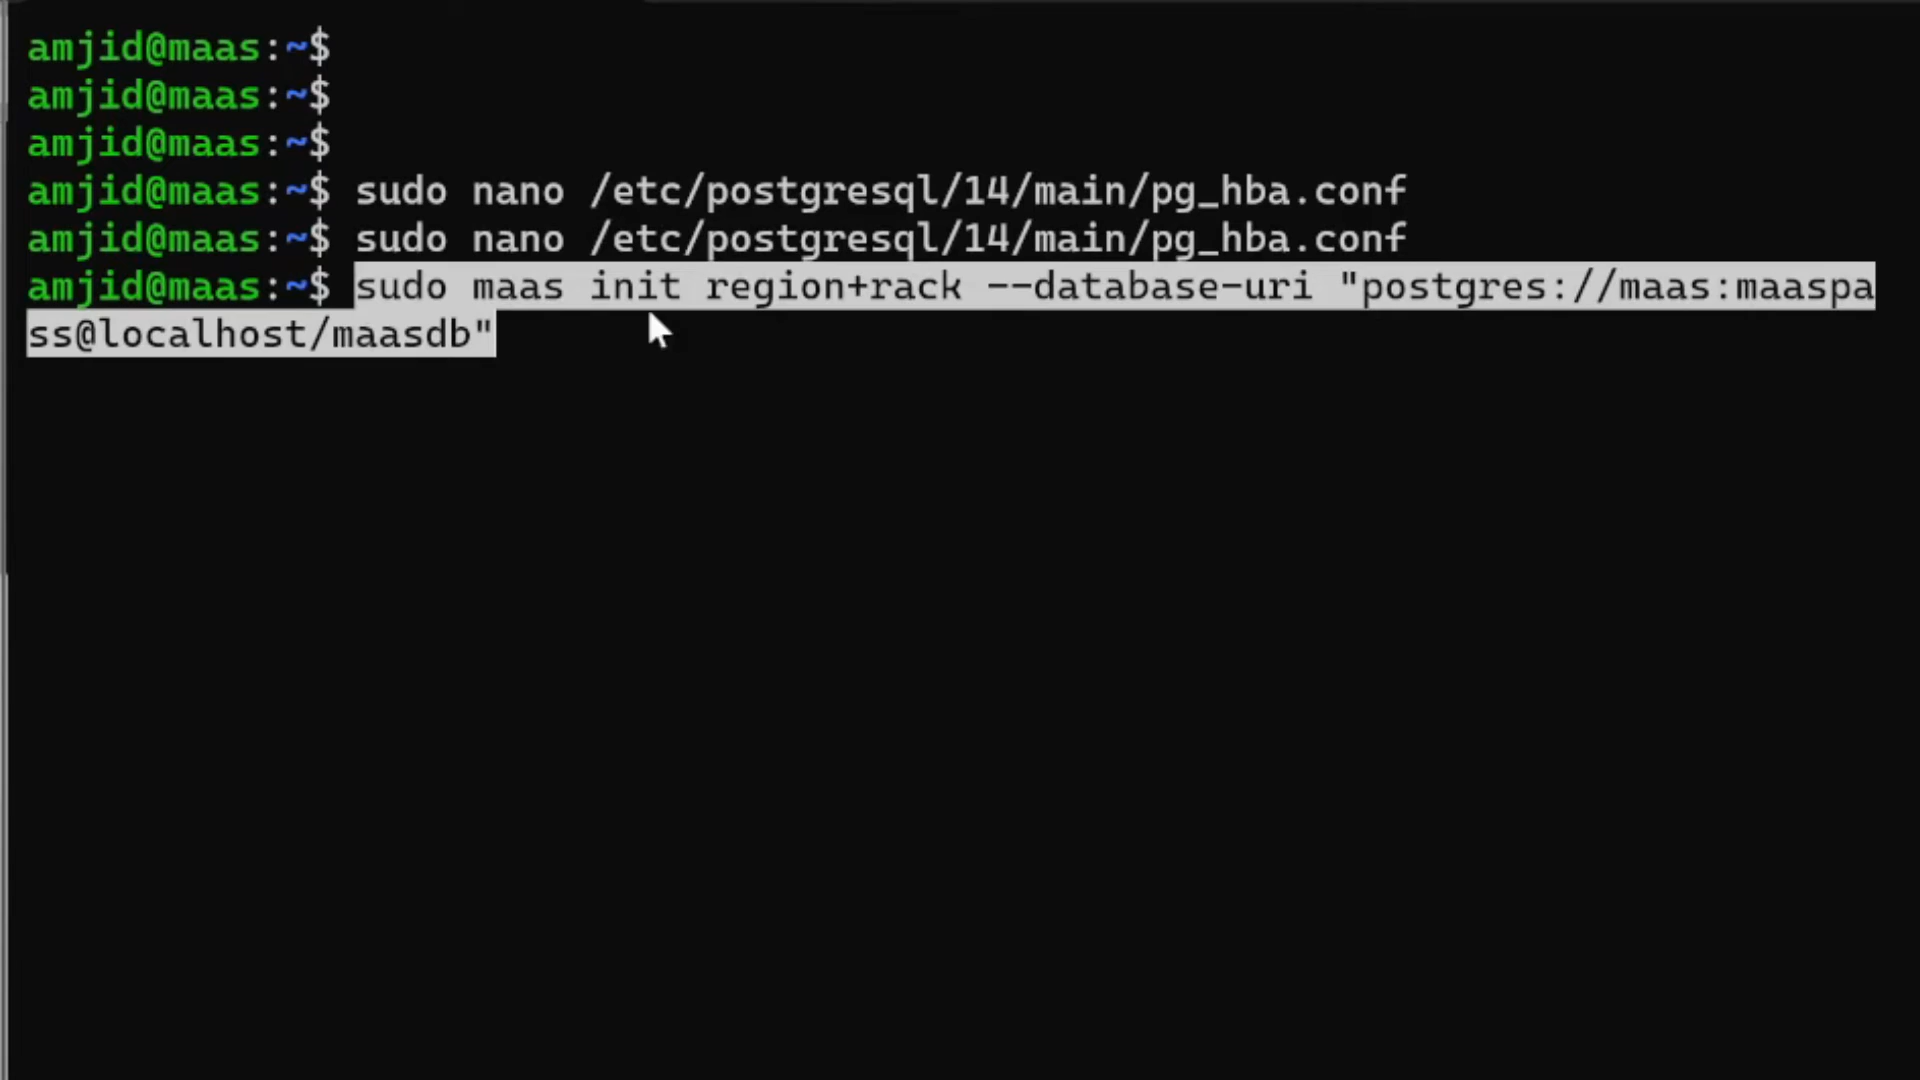 amjid@maas:~$
amjid@maas:~$
amjid@maas:~$
amjid@maas:~$ sudo nano /etc/postgresql/14/main/pg_hba.conf
amjid@maas:~$ sudo nano /etc/postgresql/14/main/pg_hba.conf
amjid@maas:~$ sudo maas init region+rack --database-uri "postgres://maas:maaspa
ss@localhost/maasdb"